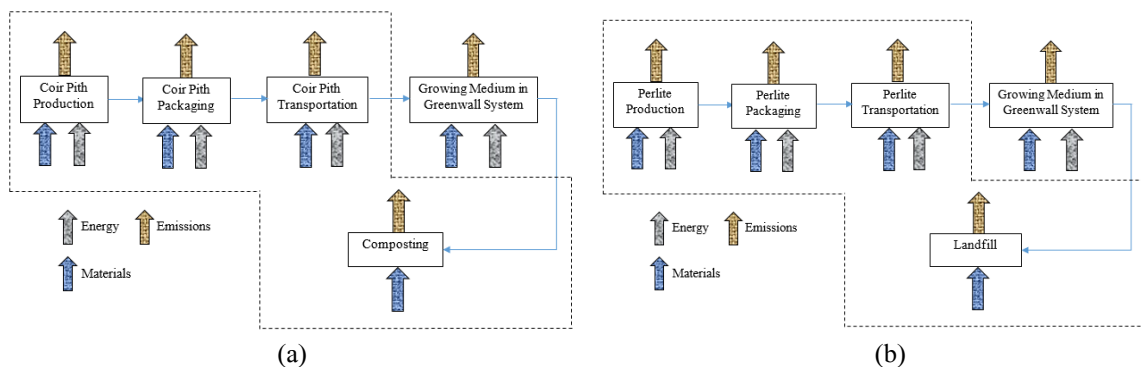 Coir Pith
Production
Coir Pith
Packaging
Coir Pith
Transportation
Growing Medium in
Greenwall System
Composting
Energy
Emissions
Materials
(a)
Perlite
Production
Perlite
Packaging
Perlite
Transportation
Growing Medium in
Greenwall System
Landfill
Energy
Emissions
Materials
(b)